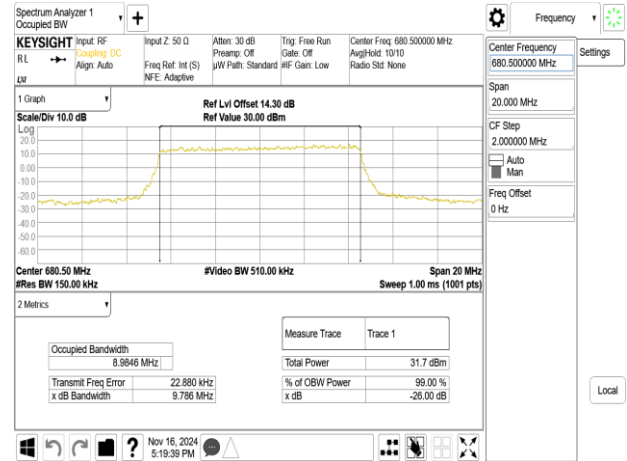 Spectrum Analyzer 1
Occupied BW
+
Frequency
KEYSIGHT
RL
LXI
Input: RF
Coupling: DC
Align: Auto
Input Z: 50 Ω
Freq Ref: Int (S)
NFE: Adaptive
Atten: 30 dB
Preamp: Off
µW Path: Standard
Trig: Free Run
Gate: Off
#IF Gain: Low
Center Freq: 680.500000 MHz
Avg|Hold: 10/10
Radio Std: None
Center Frequency
680.500000 MHz
Settings
Span
20.000 MHz
CF Step
2.000000 MHz
Auto
Man
Freq Offset
0 Hz
Local
1 Graph
Scale/Div 10.0 dB
Ref Lvl Offset 14.30 dB
Ref Value 30.00 dBm
Log
20.0
10.0
0.00
-10.0
-20.0
-30.0
-40.0
-50.0
-60.0
Center 680.50 MHz
#Video BW 510.00 kHz
Span 20 MHz
#Res BW 150.00 kHz
Sweep 1.00 ms (1001 pts)
2 Metrics
Measure Trace Trace 1
Occupied Bandwidth
8.9846 MHz
Total Power 31.7 dBm
Transmit Freq Error 22.880 kHz
% of OBW Power 99.00 %
x dB Bandwidth 9.786 MHz
x dB -26.00 dB
?
Nov 16, 2024
5:19:39 PM